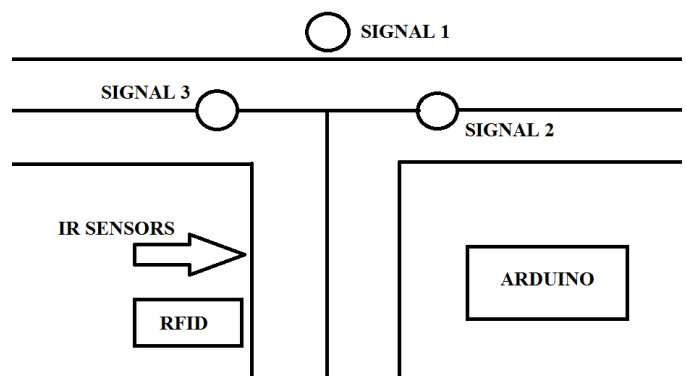 SIGNAL 1
SIGNAL 3
SIGNAL 2
IR SENSORS
ARDUINO
RFID